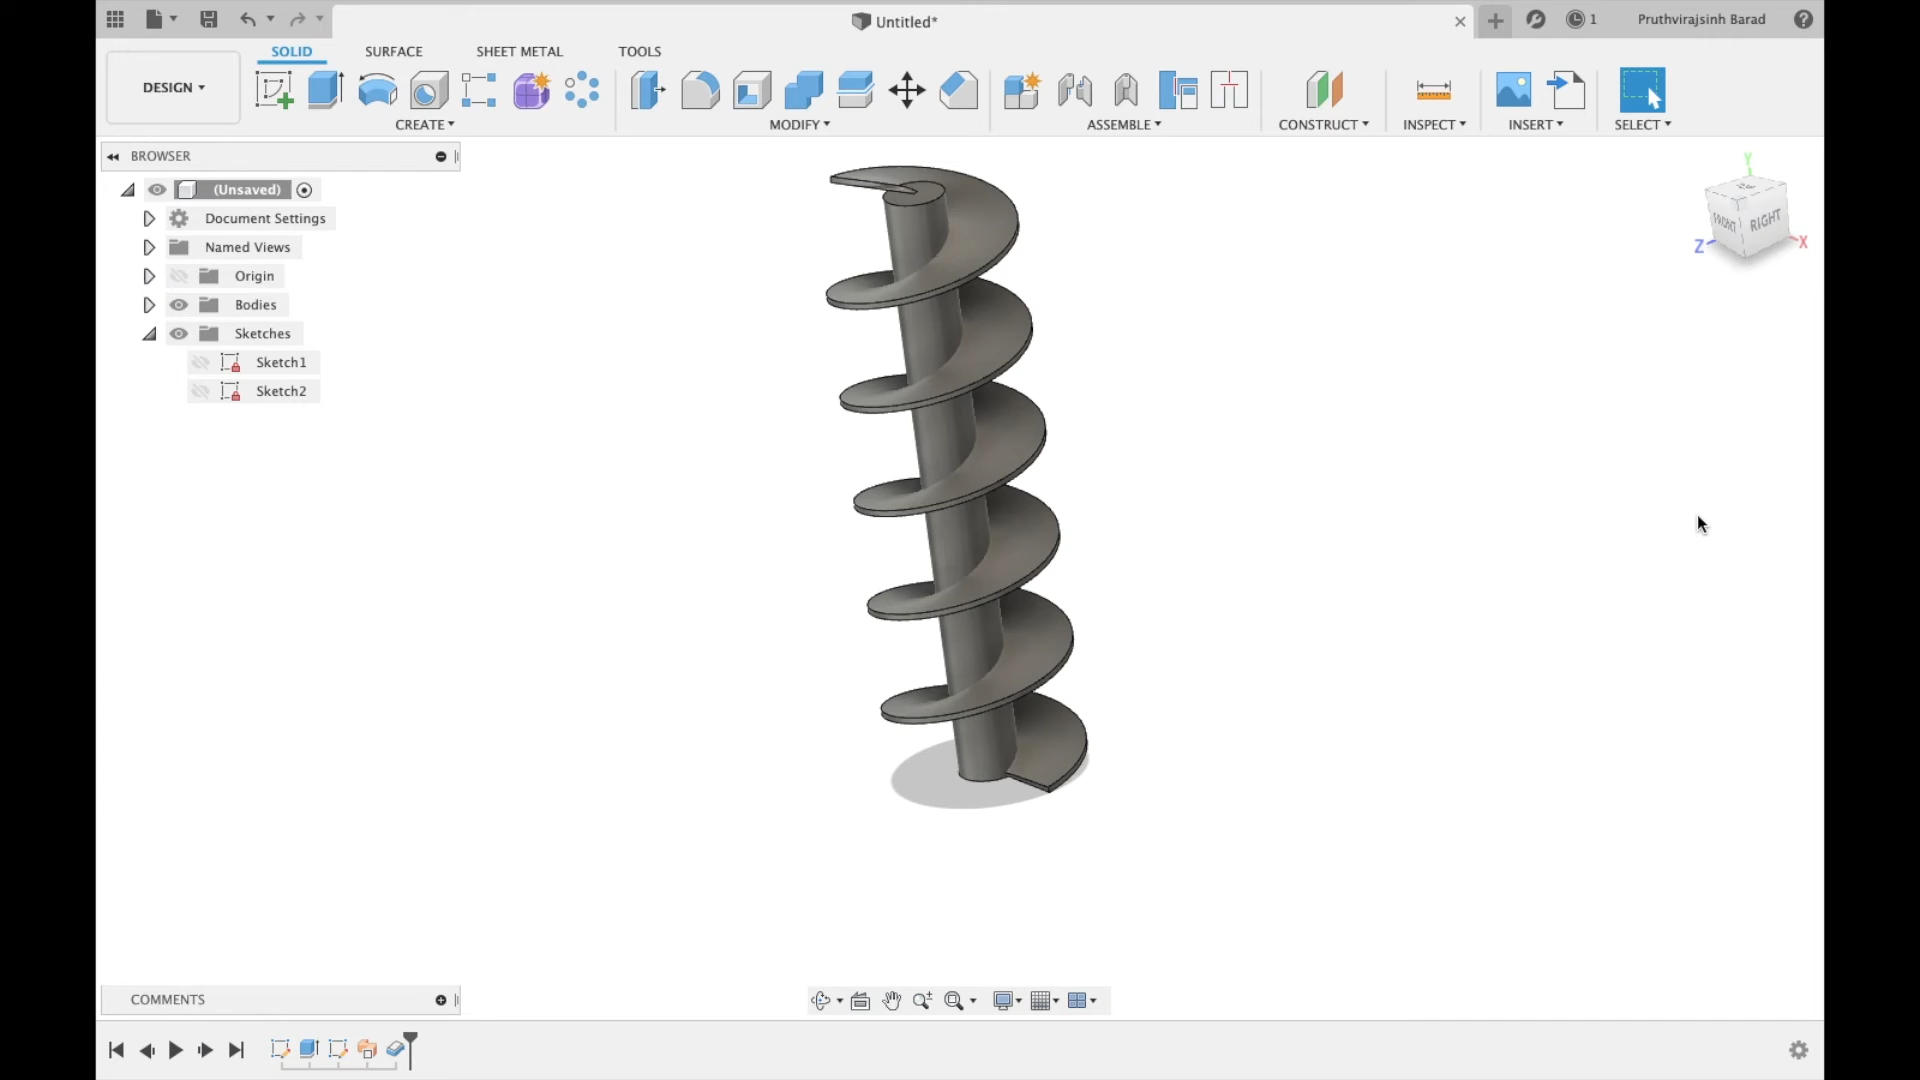 Untitled*
1
Pruthvirajsinh Barad
DESIGN
SOLID
SURFACE
SHEET METAL
TOOLS
CREATE
MODIFY
ASSEMBLE
CONSTRUCT
INSPECT
INSERT
SELECT
BROWSER
(Unsaved)
Document Settings
Named Views
Origin
Bodies
Sketches
Sketch1
Sketch2
Y
FRONT
RIGHT
Z
X
COMMENTS